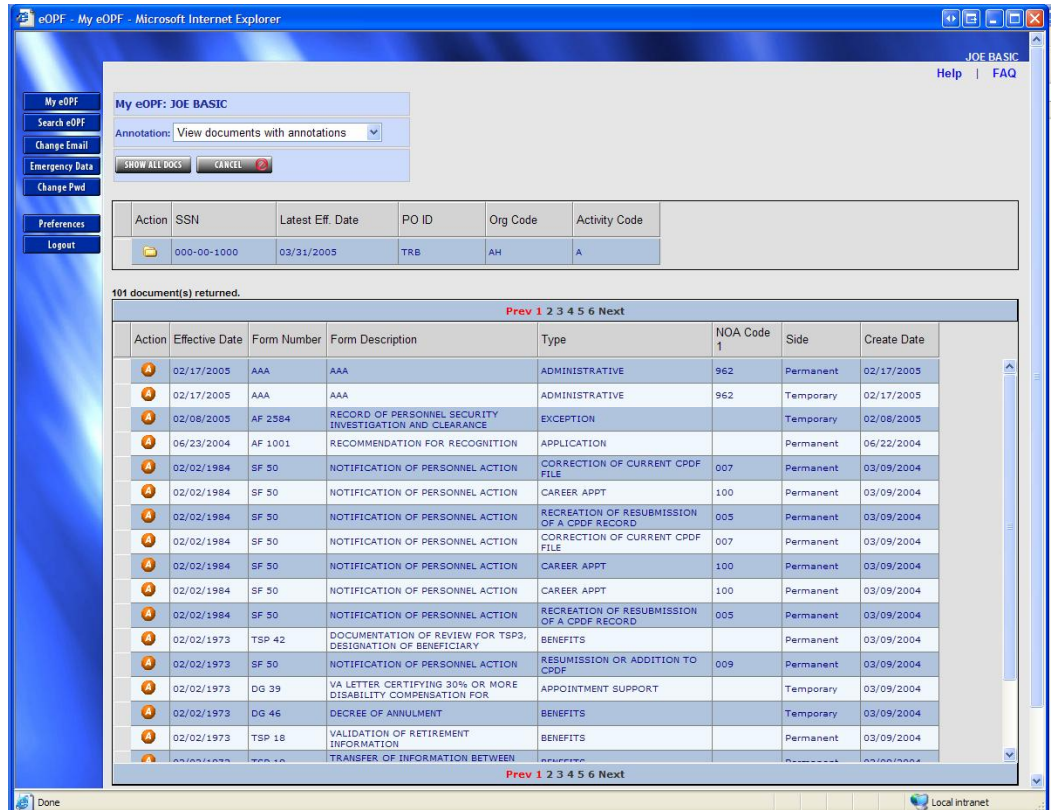 eOPF - My eOPF - Microsoft Internet Explorer
JOE BASIC
Help | FAQ
My eOPF
Search eOPF
Change Email
Emergency Data
Change Pwd
Preferences
Logout
My eOPF: JOE BASIC
Annotation: View documents with annotations
SHOW ALL DOCS CANCEL
Action SSN Latest Eff. Date PO ID Org Code Activity Code
000-00-1000 03/31/2005 TRB AH A
101 document(s) returned.
Prev 1 2 3 4 5 6 Next
Action Effective Date Form Number Form Description Type NOA Code 1 Side Create Date
A 02/17/2005 AAA AAA ADMINISTRATIVE 962 Permanent 02/17/2005
A 02/17/2005 AAA AAA ADMINISTRATIVE 962 Temporary 02/17/2005
A 02/08/2005 AF 2584 RECORD OF PERSONNEL SECURITY INVESTIGATION AND CLEARANCE EXCEPTION Temporary 02/08/2005
A 06/23/2004 AF 1001 RECOMMENDATION FOR RECOGNITION APPLICATION Permanent 06/22/2004
A 02/02/1984 SF 50 NOTIFICATION OF PERSONNEL ACTION CORRECTION OF CURRENT CPDF FILE 007 Permanent 03/09/2004
A 02/02/1984 SF 50 NOTIFICATION OF PERSONNEL ACTION CAREER APPT 100 Permanent 03/09/2004
A 02/02/1984 SF 50 NOTIFICATION OF PERSONNEL ACTION RECREATION OF RESUBMISSION OF A CPDF RECORD 005 Permanent 03/09/2004
A 02/02/1984 SF 50 NOTIFICATION OF PERSONNEL ACTION CORRECTION OF CURRENT CPDF FILE 007 Permanent 03/09/2004
A 02/02/1984 SF 50 NOTIFICATION OF PERSONNEL ACTION CAREER APPT 100 Permanent 03/09/2004
A 02/02/1984 SF 50 NOTIFICATION OF PERSONNEL ACTION CAREER APPT 100 Permanent 03/09/2004
A 02/02/1984 SF 50 NOTIFICATION OF PERSONNEL ACTION RECREATION OF RESUBMISSION OF A CPDF RECORD 005 Permanent 03/09/2004
A 02/02/1973 TSP 42 DOCUMENTATION OF REVIEW FOR TSP3, DESIGNATION OF BENEFICIARY BENEFITS Permanent 03/09/2004
A 02/02/1973 SF 50 NOTIFICATION OF PERSONNEL ACTION RESUMISSION OR ADDITION TO CPDF 009 Permanent 03/09/2004
A 02/02/1973 DG 39 VA LETTER CERTIFYING 30% OR MORE DISABILITY COMPENSATION FOR APPOINTMENT SUPPORT Temporary 03/09/2004
A 02/02/1973 DG 46 DECREE OF ANNULMENT BENEFITS Temporary 03/09/2004
A 02/02/1973 TSP 18 VALIDATION OF RETIREMENT INFORMATION BENEFITS Permanent 03/09/2004
TRANSFER OF INFORMATION BETWEEN
Prev 1 2 3 4 5 6 Next
Done Local intranet